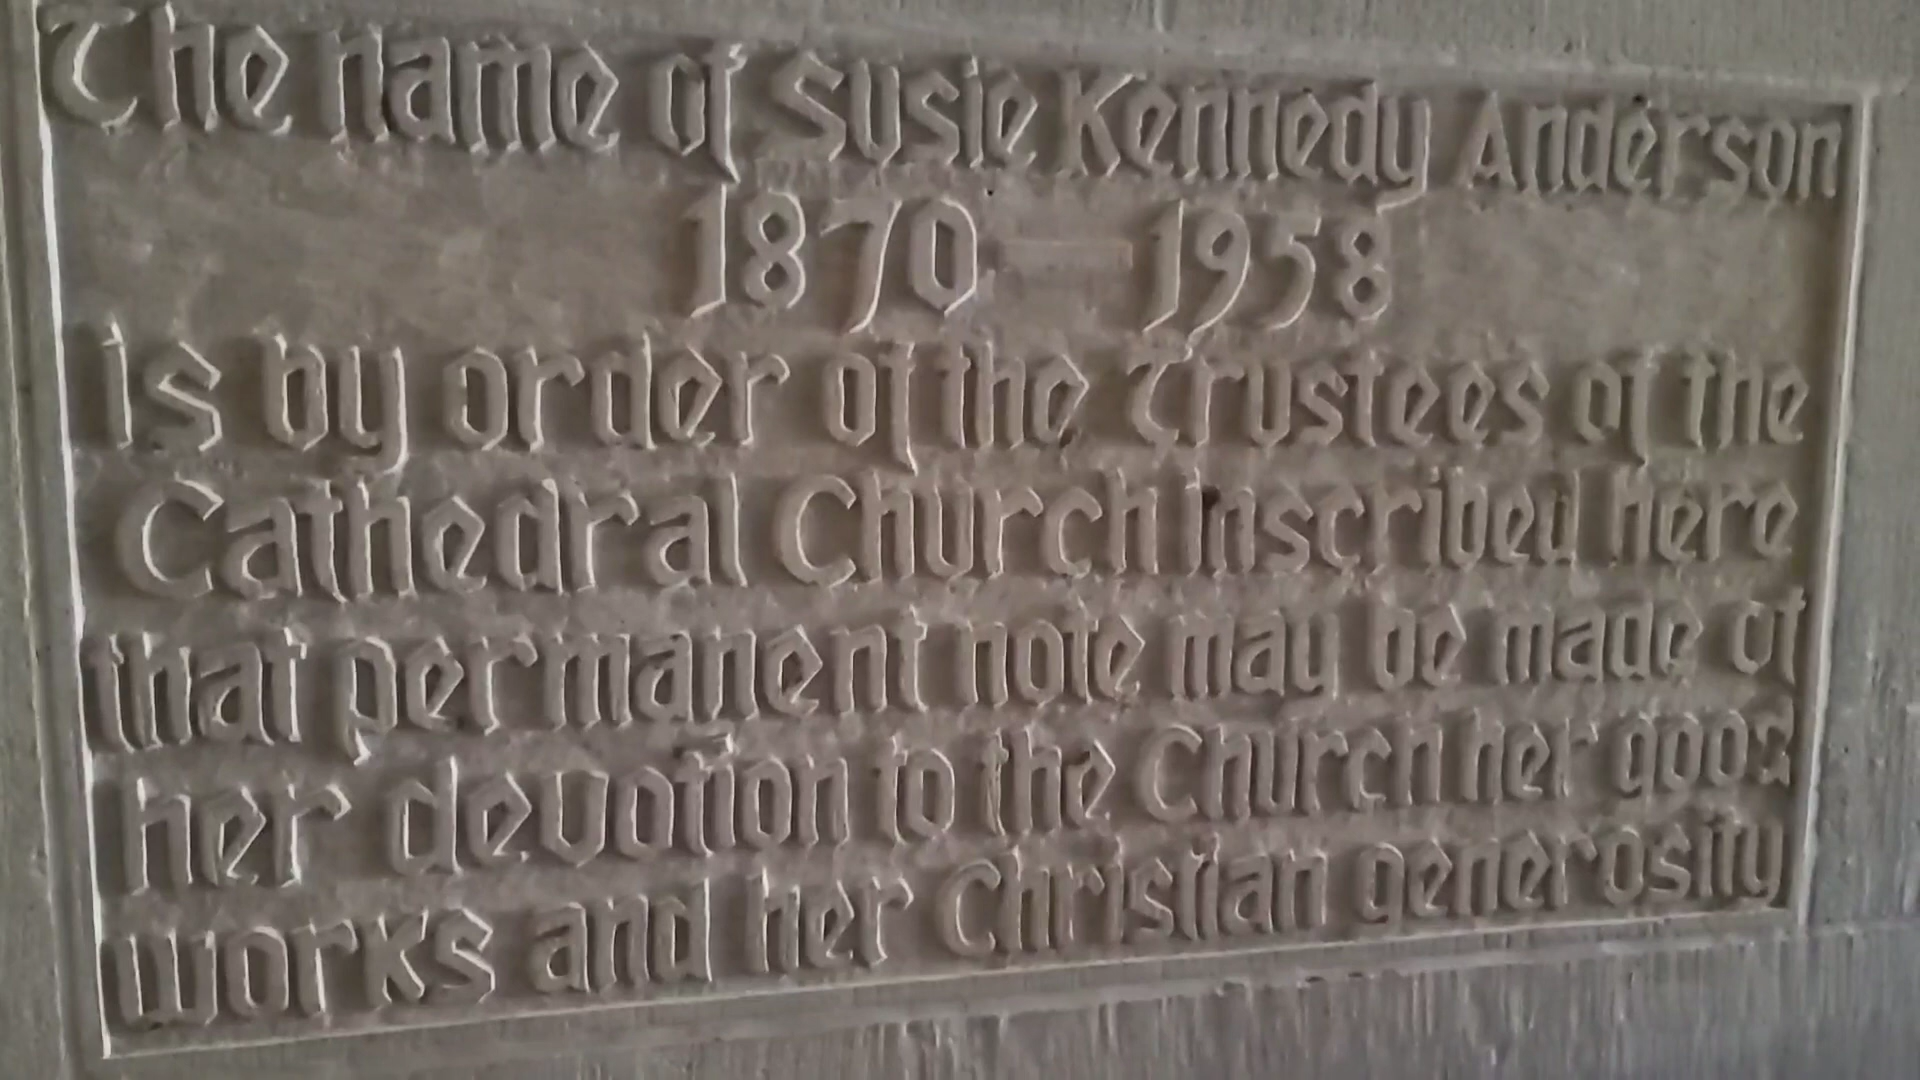 The name of Susie Kennedy Anderson
1870 — 1958
Is by order of the Trustees of the
Cathedral Church Inscribed here
that permanent note may be made of
her devotion to the Church her good
works and her Christian generosity